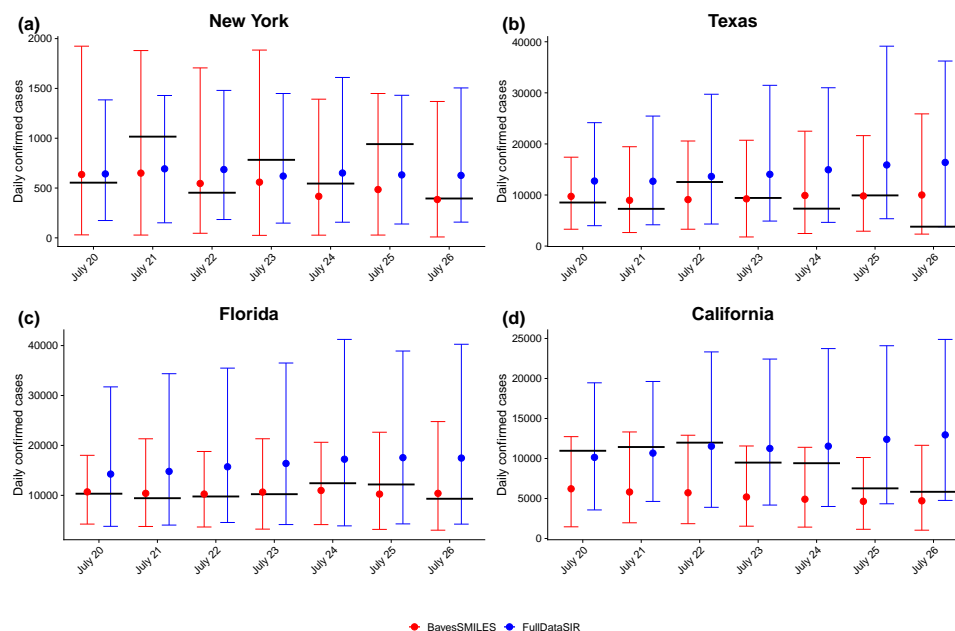 (a) New York
Daily confirmed cases
2000
1500
1000
500
0
July 20 July 21 July 22 July 23 July 24 July 25 July 26
(b) Texas
Daily confirmed cases
40000
30000
20000
10000
0
July 20 July 21 July 22 July 23 July 24 July 25 July 26
(c) Florida
Daily confirmed cases
40000
30000
20000
10000
July 20 July 21 July 22 July 23 July 24 July 25 July 26
(d) California
Daily confirmed cases
25000
20000
15000
10000
5000
0
July 20 July 21 July 22 July 23 July 24 July 25 July 26
BayesSMILES FullDataSIR